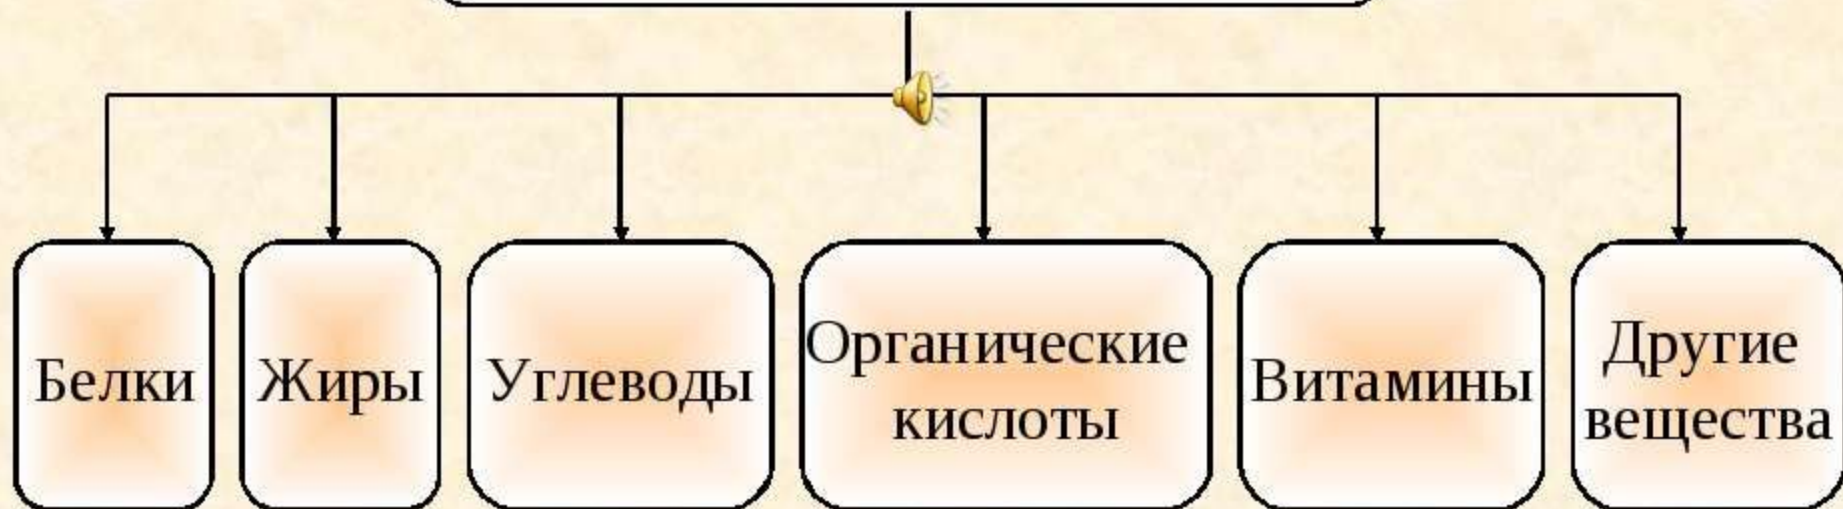 Белки
Жиры
Углеводы
Органические
кислоты
Витамины
Другие
вещества